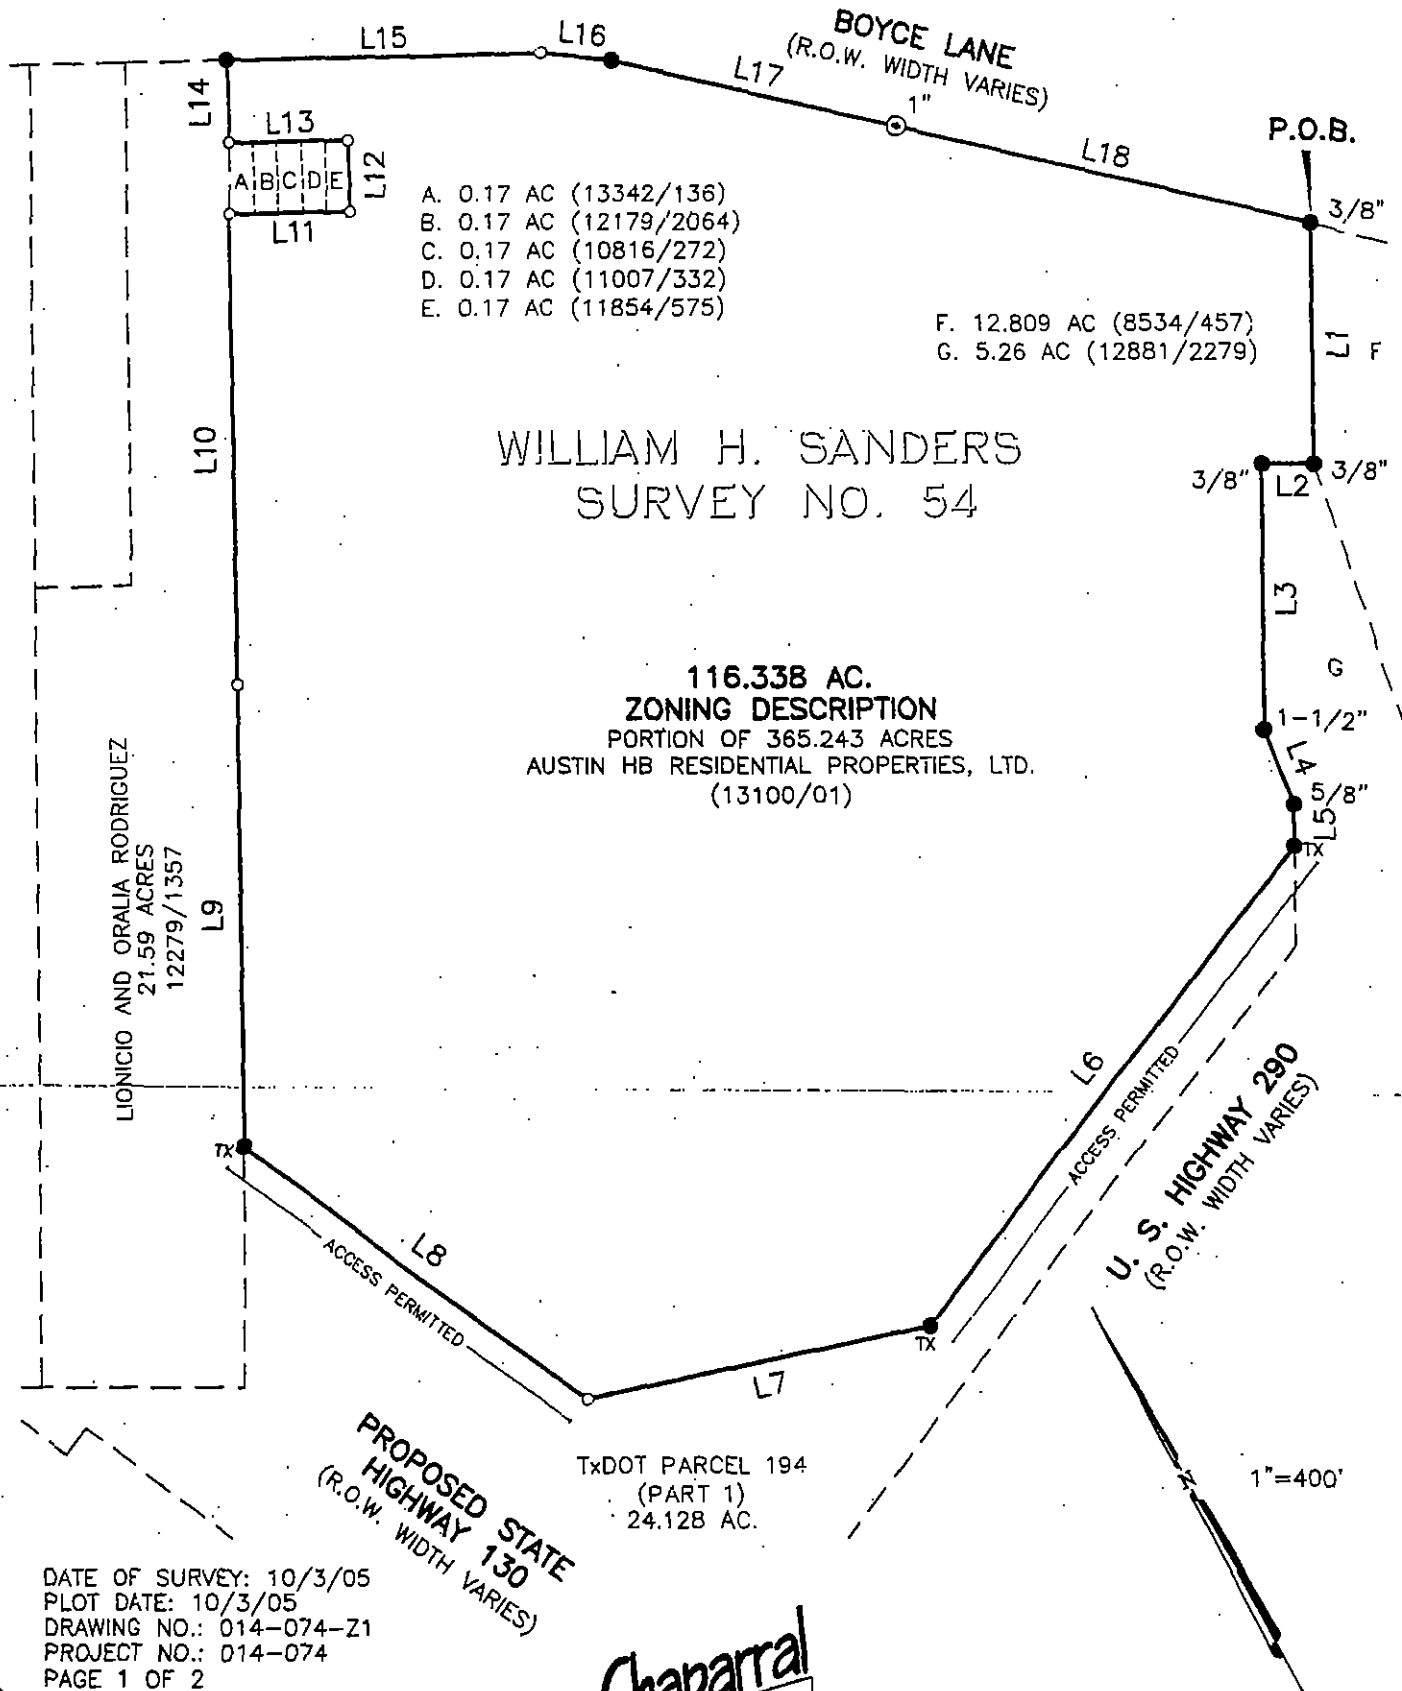 L15
L16
BOYCE LANE
(R.O.W. WIDTH VARIES)
L17
1"
L18
P.O.B.
3/8"
L14
L13
A B C D E
L12
L11
A. 0.17 AC (13342/136)
B. 0.17 AC (12179/2064)
C. 0.17 AC (10816/272)
D. 0.17 AC (11007/332)
E. 0.17 AC (11854/575)
F. 12.809 AC (8534/457)
G. 5.26 AC (12881/2279)
L1
F
L10
WILLIAM H. SANDERS
SURVEY NO. 54
3/8"
L2
3/8"
L3
G
116.338 AC.
ZONING DESCRIPTION
PORTION OF 365.243 ACRES
AUSTIN HB RESIDENTIAL PROPERTIES, LTD.
(13100/01)
1-1/2"
L4
5/8"
L5
TX
LIONICIO AND ORALIA RODRIGUEZ
21.59 ACRES
12279/1357
L9
L6
ACCESS PERMITTED
U. S. HIGHWAY 290
(R.O.W. WIDTH VARIES)
TX
L8
ACCESS PERMITTED
TX
L7
PROPOSED STATE
HIGHWAY 130
(R.O.W. WIDTH VARIES)
TxDOT PARCEL 194
(PART 1)
24.128 AC.
N
1"=400'
DATE OF SURVEY: 10/3/05
PLOT DATE: 10/3/05
DRAWING NO.: 014-074-Z1
PROJECT NO.: 014-074
PAGE 1 OF 2
Chaparral